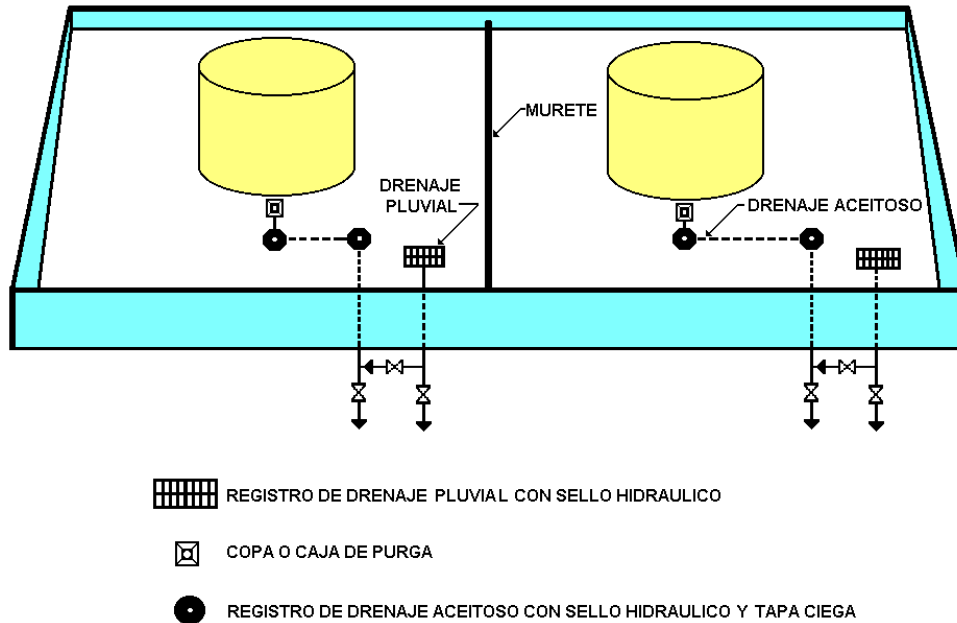 MURETE
DRENAJE
PLUVIAL
DRENAJE ACEITOSO
REGISTRO DE DRENAJE PLUVIAL CON SELLO HIDRAULICO
COPA O CAJA DE PURGA
REGISTRO DE DRENAJE ACEITOSO CON SELLO HIDRAULICO Y TAPA CIEGA